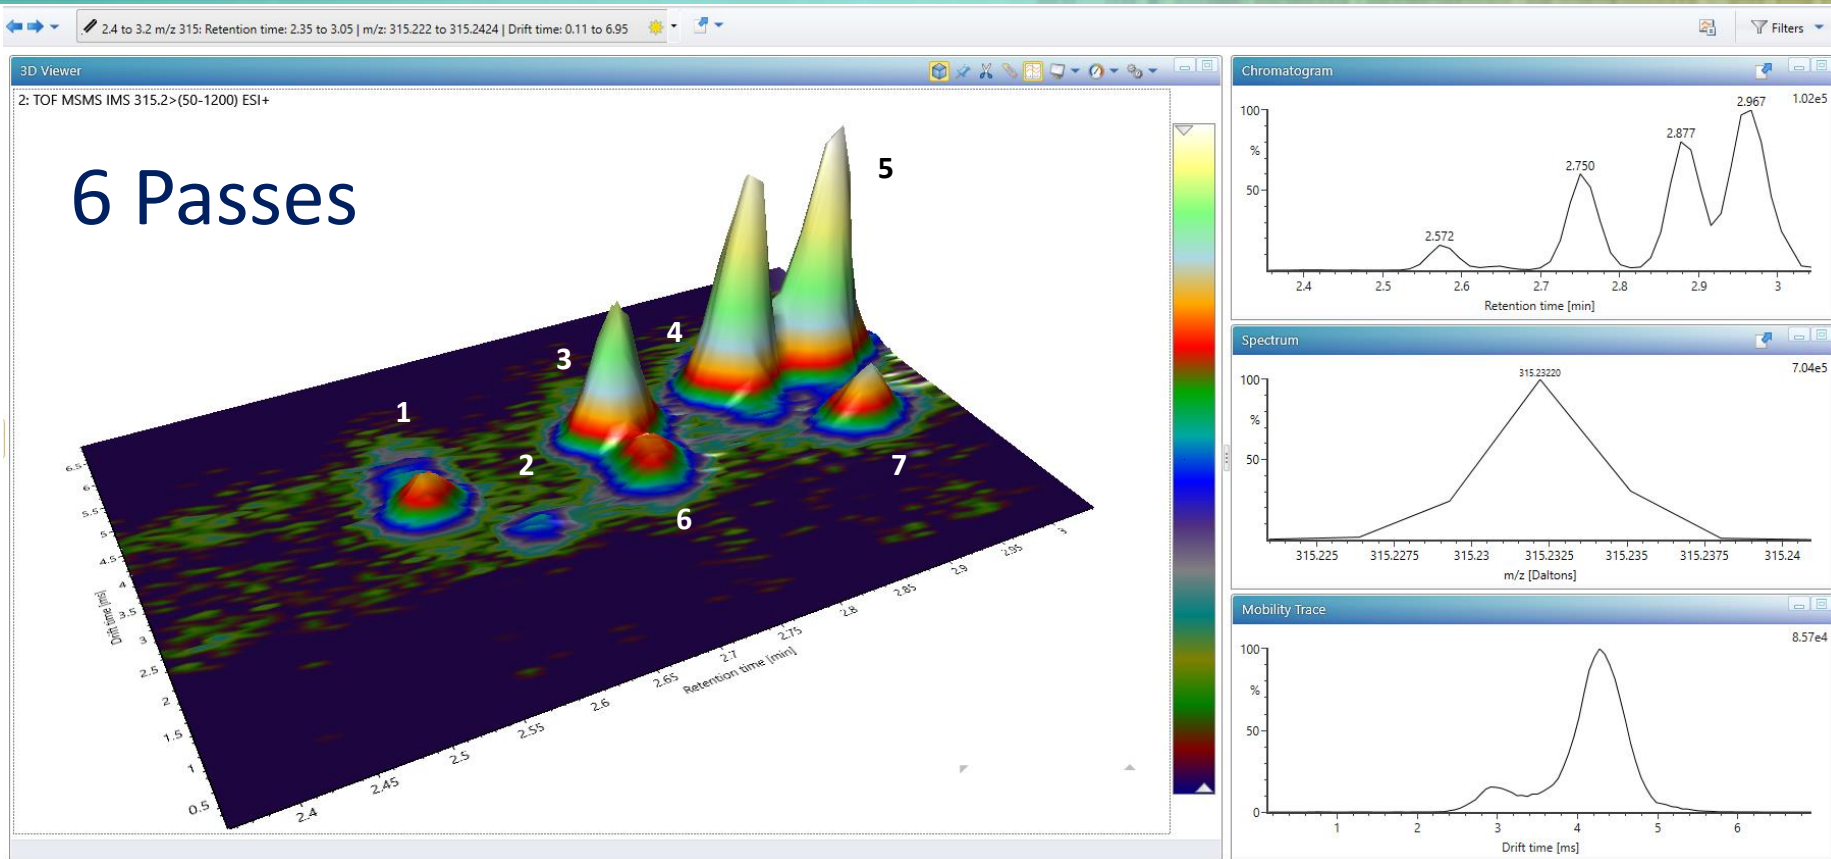 2.4 to 3.2 m/z 315: Retention time: 2.35 to 3.05 | m/z: 315.222 to 315.2424 | Drift time: 0.11 to 6.95
Filters
3D Viewer
2: TOF MSMS IMS 315.2>(50-1200) ESI+
6 Passes
5
4
3
1
2
7
6
6.5
6
5.5
5
4.5
4
3.5
3
2.5
2
1.5
1
0.5
Drift time [ms]
2.4
2.45
2.5
2.55
2.6
2.65
2.7
2.75
2.8
2.85
2.9
2.95
3
Retention time [min]
Chromatogram
1.02e5
100
%
50
2.572
2.750
2.877
2.967
2.4 2.5 2.6 2.7 2.8 2.9 3
Retention time [min]
Spectrum
7.04e5
315.23220
100
%
50
315.225 315.2275 315.23 315.2325 315.235 315.2375 315.24
m/z [Daltons]
Mobility Trace
8.57e4
100
%
50
0
1 2 3 4 5 6
Drift time [ms]